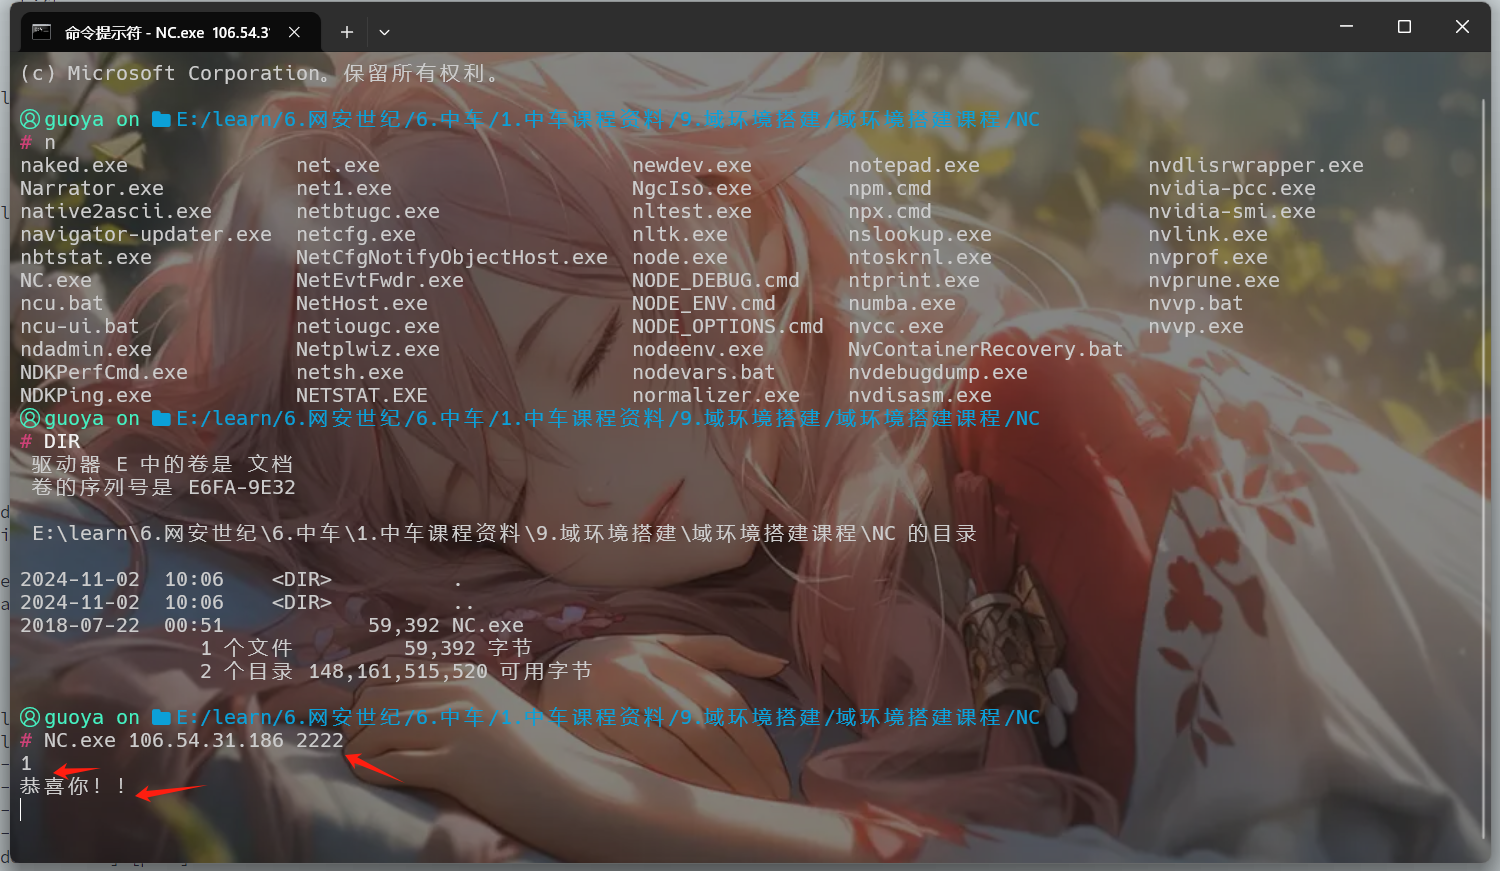 命令提示符 - NC.exe 106.54.3
(c) Microsoft Corporation。保留所有权利。
guoya on E:/learn/6.网安世纪/6.中车/1.中车课程资料/9.域环境搭建/域环境搭建课程/NC
# n
naked.exe net.exe newdev.exe notepad.exe nvdlisrwrapper.exe
Narrator.exe net1.exe NgcIso.exe npm.cmd nvidia-pcc.exe
native2ascii.exe netbtugc.exe nltest.exe npx.cmd nvidia-smi.exe
navigator-updater.exe netcfg.exe nltk.exe nslookup.exe nvlink.exe
nbtstat.exe NetCfgNotifyObjectHost.exe node.exe ntoskrnl.exe nvprof.exe
NC.exe NetEvtFwdr.exe NODE_DEBUG.cmd ntprint.exe nvprune.exe
ncu.bat NetHost.exe NODE_ENV.cmd numba.exe nvvp.bat
ncu-ui.bat netiougc.exe NODE_OPTIONS.cmd nvcc.exe nvvp.exe
ndadmin.exe Netplwiz.exe nodeenv.exe NvContainerRecovery.bat
NDKPerfCmd.exe netsh.exe nodevars.bat nvdebugdump.exe
NDKPing.exe NETSTAT.EXE normalizer.exe nvdisasm.exe
guoya on E:/learn/6.网安世纪/6.中车/1.中车课程资料/9.域环境搭建/域环境搭建课程/NC
# DIR
驱动器 E 中的卷是 文档
卷的序列号是 E6FA-9E32
E:\learn\6.网安世纪\6.中车\1.中车课程资料\9.域环境搭建\域环境搭建课程\NC 的目录
2024-11-02 10:06 <DIR> .
2024-11-02 10:06 <DIR> ..
2018-07-22 00:51 59,392 NC.exe
1 个文件 59,392 字节
2 个目录 148,161,515,520 可用字节
guoya on E:/learn/6.网安世纪/6.中车/1.中车课程资料/9.域环境搭建/域环境搭建课程/NC
# NC.exe 106.54.31.186 2222
1
恭喜你！！